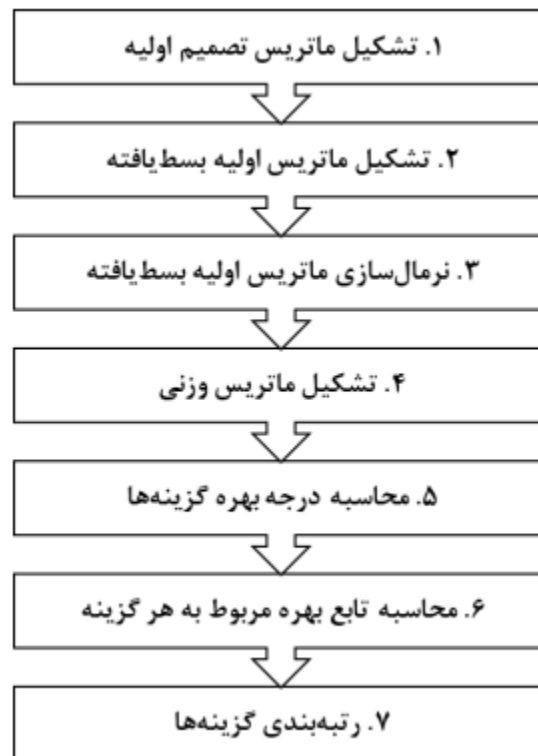 ۱. تشکیل ماتریس تصمیم اولیه
۲. تشکیل ماتریس اولیه بسط‌یافته
۳. نرمال‌سازی ماتریس اولیه بسط‌یافته
۴. تشکیل ماتریس وزنی
۵. محاسبه درجه بهره گزینه‌ها
۶. محاسبه تابع بهره مربوط به هر گزینه
۷. رتبه‌بندی گزینه‌ها